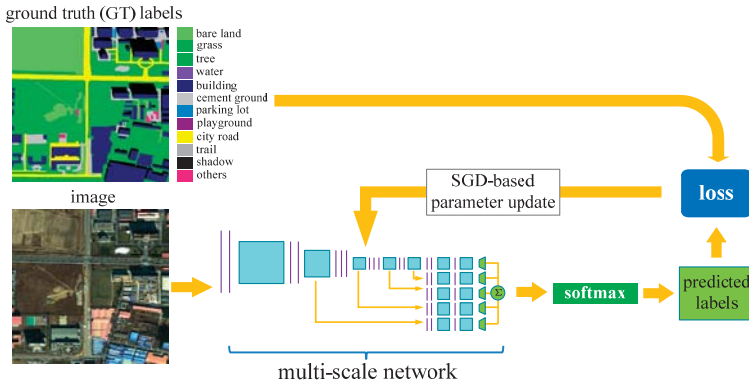 ground truth (GT) labels
bare land
grass
tree
water
building
cement ground
parking lot
playground
city road
trail
shadow
others
image
SGD-based
parameter update
loss
Σ
softmax
predicted
labels
multi-scale network